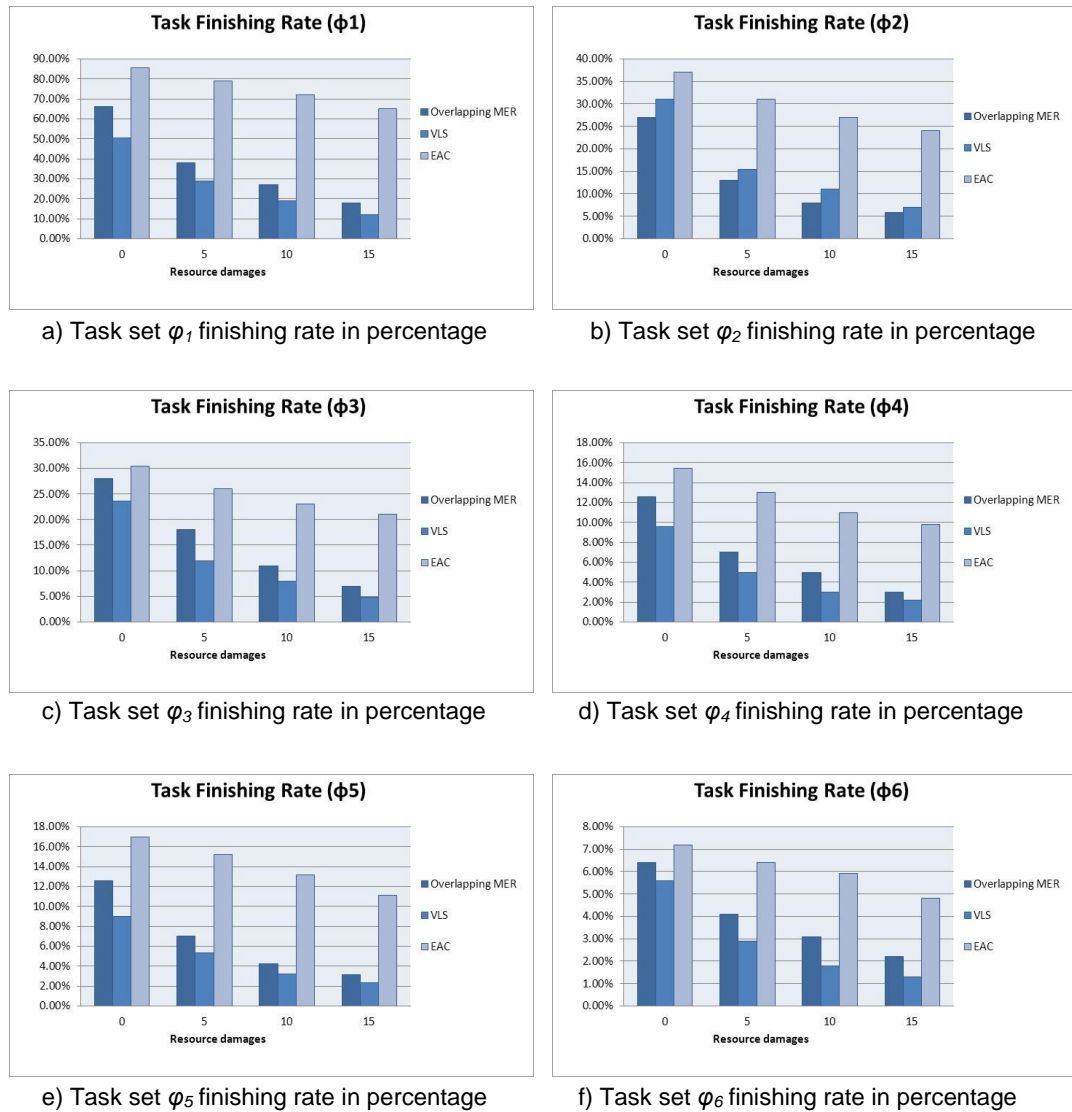 Task Finishing Rate (ϕ1)
90.00%
80.00%
70.00%
60.00%
50.00%
40.00%
30.00%
20.00%
10.00%
0.00%
0 5 10 15
Resource damages
Overlapping MER
VLS
EAC
a) Task set φ1 finishing rate in percentage
Task Finishing Rate (ϕ2)
40.00%
35.00%
30.00%
25.00%
20.00%
15.00%
10.00%
5.00%
0.00%
0 5 10 15
Resource damages
Overlapping MER
VLS
EAC
b) Task set φ2 finishing rate in percentage
Task Finishing Rate (ϕ3)
35.00%
30.00%
25.00%
20.00%
15.00%
10.00%
5.00%
0.00%
0 5 10 15
Resource damages
Overlapping MER
VLS
EAC
c) Task set φ3 finishing rate in percentage
Task Finishing Rate (ϕ4)
18.00%
16.00%
14.00%
12.00%
10.00%
8.00%
6.00%
4.00%
2.00%
0.00%
0 5 10 15
Resource damages
Overlapping MER
VLS
EAC
d) Task set φ4 finishing rate in percentage
Task Finishing Rate (ϕ5)
18.00%
16.00%
14.00%
12.00%
10.00%
8.00%
6.00%
4.00%
2.00%
0.00%
0 5 10 15
Resource damages
Overlapping MER
VLS
EAC
e) Task set φ5 finishing rate in percentage
Task Finishing Rate (ϕ6)
8.00%
7.00%
6.00%
5.00%
4.00%
3.00%
2.00%
1.00%
0.00%
0 5 10 15
Resource damages
Overlapping MER
VLS
EAC
f) Task set φ6 finishing rate in percentage